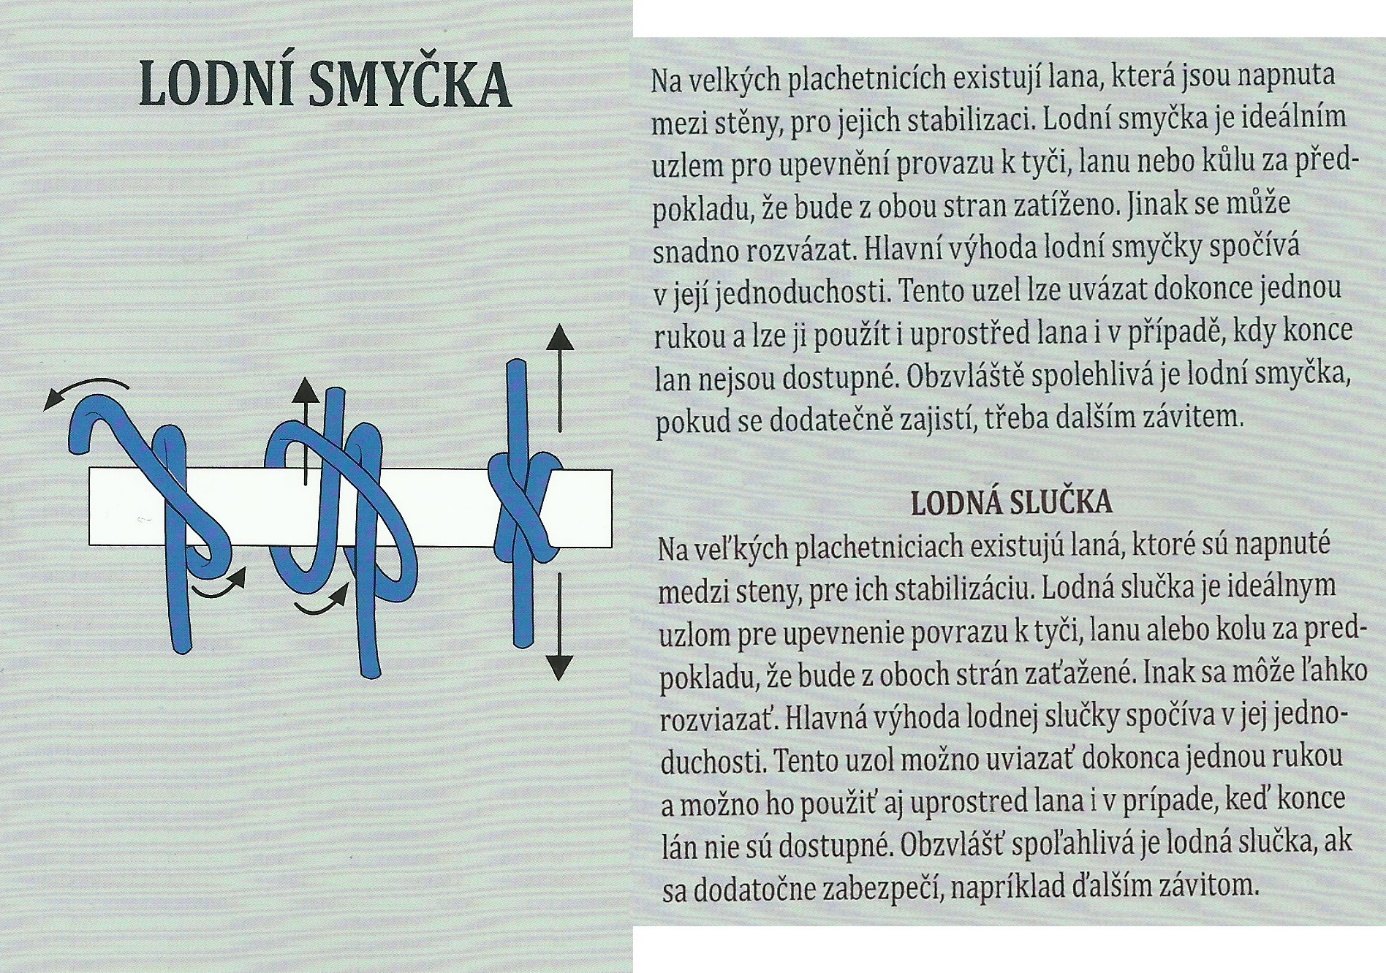 LODNÍ SMYČKA
Na velkých plachetnicích existují lana, která jsou napnuta
mezi stěny, pro jejich stabilizaci. Lodní smyčka je ideálním
uzlem pro upevnění provazu k tyči, lanu nebo kůlu za před-
pokladu, že bude z obou stran zatíženo. Jinak se může
snadno rozvázat. Hlavní výhoda lodní smyčky spočívá
v její jednoduchosti. Tento uzel lze uvázat dokonce jednou
rukou a lze ji použít i uprostřed lana i v případě, kdy konce
lan nejsou dostupné. Obzvláště spolehlivá je lodní smyčka,
pokud se dodatečně zajistí, třeba dalším závitem.
LODNÁ SLUČKA
Na veľkých plachetniciach existujú laná, ktoré sú napnuté
medzi steny, pre ich stabilizáciu. Lodná slučka je ideálnym
uzlom pre upevnenie povrazu k tyči, lanu alebo kolu za pred-
pokladu, že bude z oboch strán zaťažené. Inak sa môže ľahko
rozviazať. Hlavná výhoda lodnej slučky spočíva v jej jedno-
duchosti. Tento uzol možno uviazať dokonca jednou rukou
a možno ho použiť aj uprostred lana i v prípade, keď konce
lán nie sú dostupné. Obzvlášť spoľahlivá je lodná slučka, ak
sa dodatočne zabezpečí, napríklad ďalším závitom.